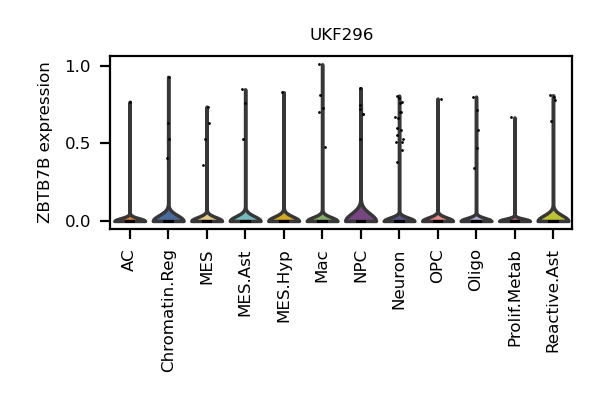 UKF296
ZBTB7B expression
1.0
0.5
0.0
AC
Chromatin.Reg
MES
MES.Ast
MES.Hyp
Mac
NPC
Neuron
OPC
Oligo
Prolif.Metab
Reactive.Ast